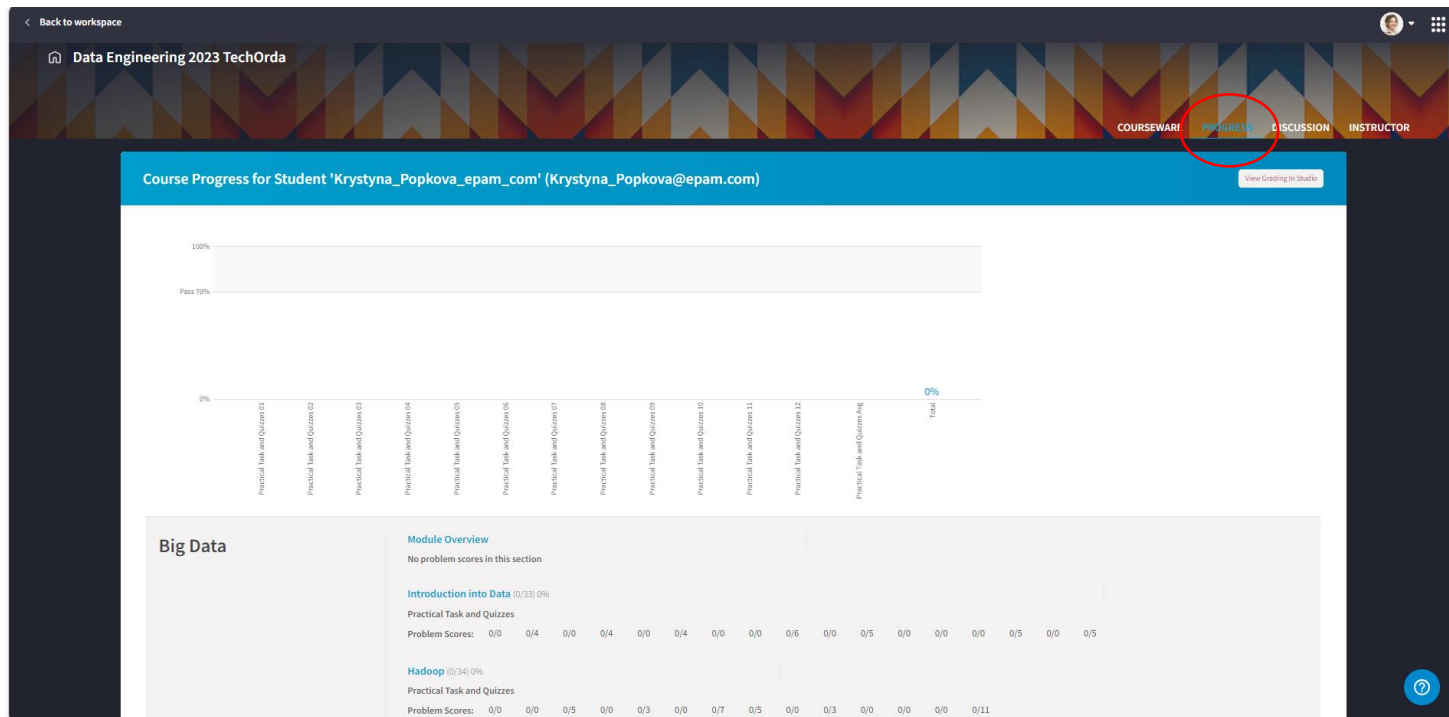 < Back to workspace
Data Engineering 2023 TechOrda
COURSEWARE PROGRESS DISCUSSION INSTRUCTOR
Course Progress for Student 'Krystyna_Popkova_epam_com' (Krystyna_Popkova@epam.com)
View Grading In Studio
100%
Pass 70%
0%
0%
Practical Task and Quizzes 01
Practical Task and Quizzes 02
Practical Task and Quizzes 03
Practical Task and Quizzes 04
Practical Task and Quizzes 05
Practical Task and Quizzes 06
Practical Task and Quizzes 07
Practical Task and Quizzes 08
Practical Task and Quizzes 09
Practical Task and Quizzes 10
Practical Task and Quizzes 11
Practical Task and Quizzes 12
Practical Task and Quizzes Avg
Total
Big Data
Module Overview
No problem scores in this section
Introduction into Data (0/33) 0%
Practical Task and Quizzes
Problem Scores: 0/0 0/4 0/0 0/4 0/0 0/4 0/0 0/0 0/6 0/0 0/5 0/0 0/0 0/0 0/5 0/0 0/5
Hadoop (0/34) 0%
Practical Task and Quizzes
Problem Scores: 0/0 0/0 0/5 0/0 0/3 0/0 0/7 0/5 0/0 0/3 0/0 0/0 0/0 0/11